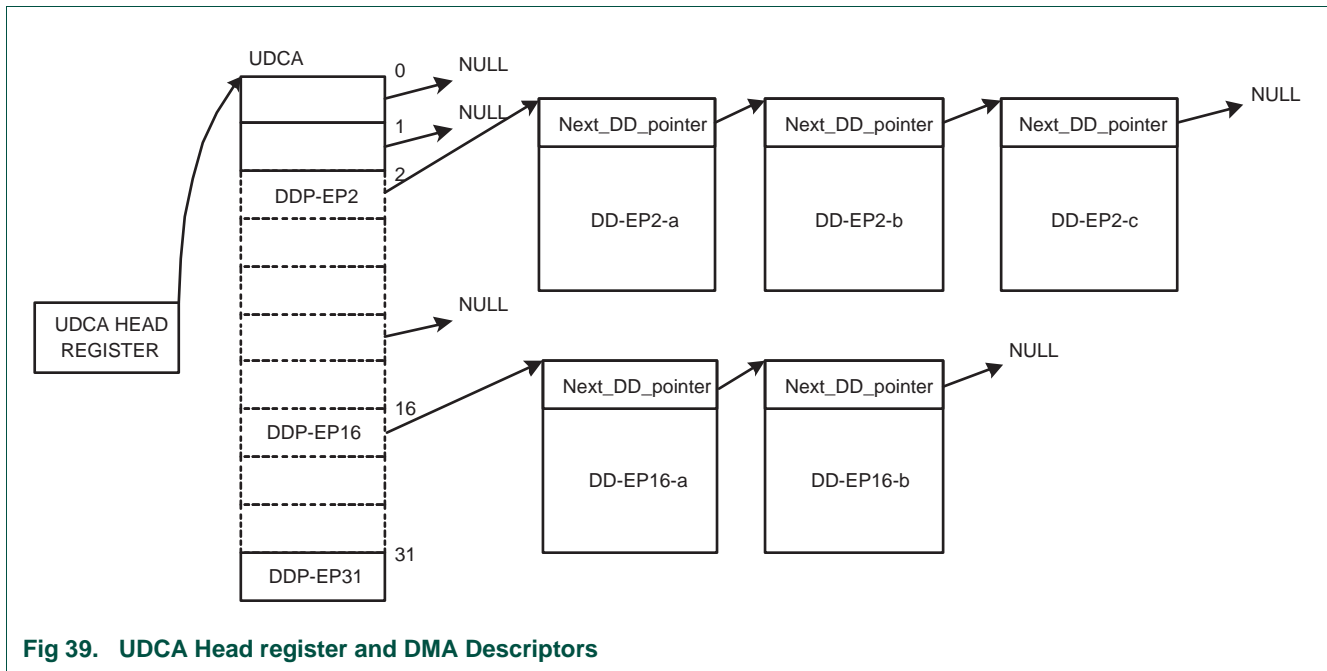 UDCA
0
NULL
NULL
1
NULL
Next_DD_pointer
Next_DD_pointer
Next_DD_pointer
2
DDP-EP2
DD-EP2-a
DD-EP2-b
DD-EP2-c
NULL
UDCA HEAD
REGISTER
NULL
Next_DD_pointer
Next_DD_pointer
16
DDP-EP16
DD-EP16-a
DD-EP16-b
31
DDP-EP31
Fig 39. UDCA Head register and DMA Descriptors